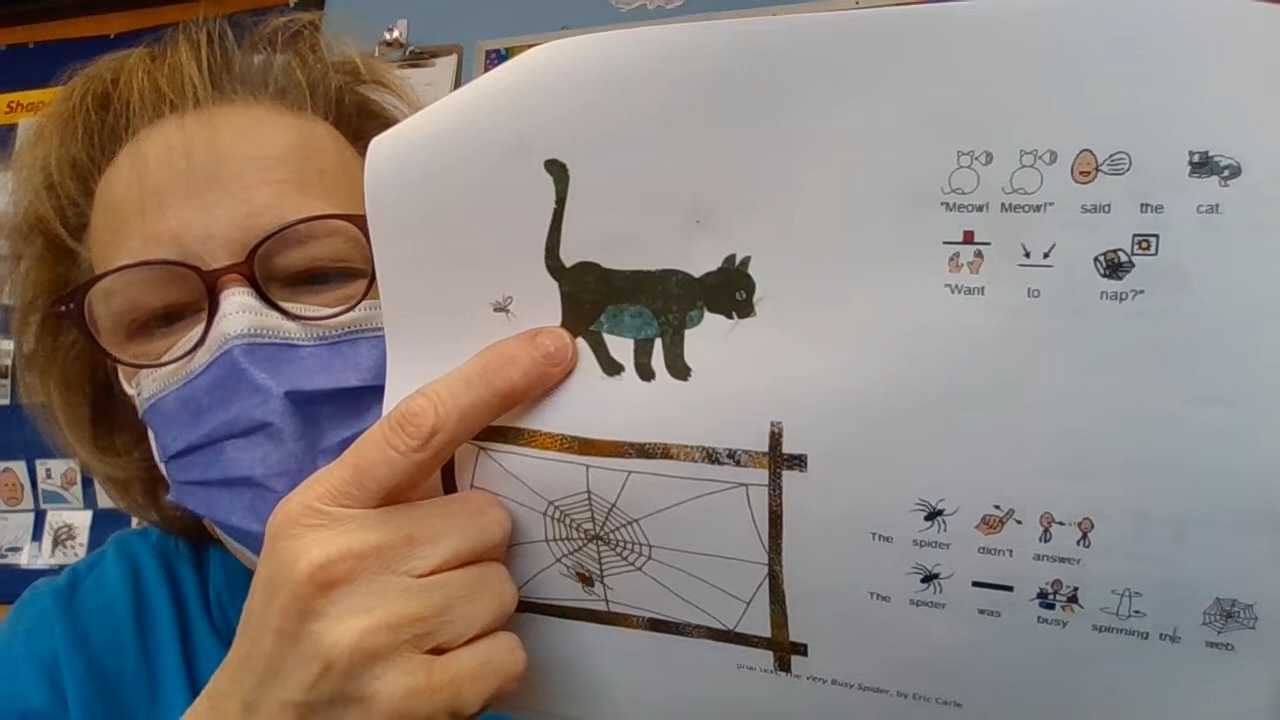 Shap
"Meow! Meow!" said the cat.
"Want to nap?"
The spider didn't answer.
The spider was busy spinning the web.
The Very Busy Spider, by Eric Carle